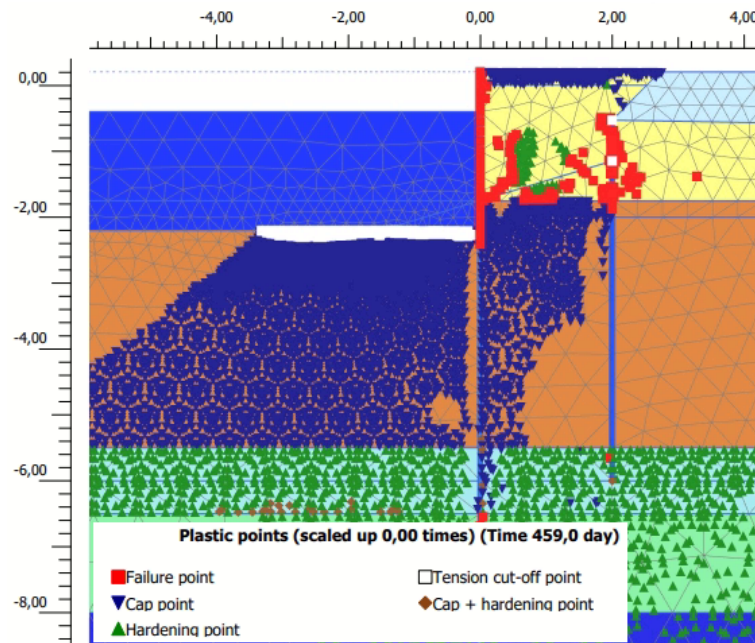 -4,00 -2,00 0,00 2,00 4,00
0,00
-2,00
-4,00
-6,00
-8,00
Plastic points (scaled up 0,00 times) (Time 459,0 day)
Failure point Tension cut-off point
Cap point Cap + hardening point
Hardening point